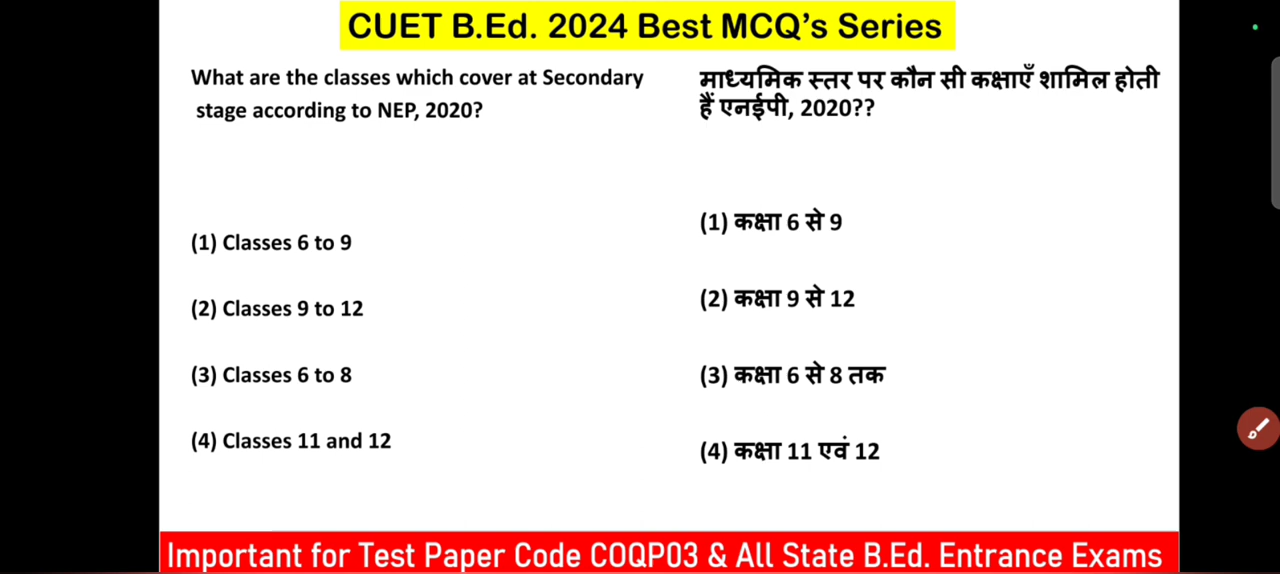 CUET B.Ed. 2024 Best MCQ’s Series
What are the classes which cover at Secondary
stage according to NEP, 2020?
(1) Classes 6 to 9
(2) Classes 9 to 12
(3) Classes 6 to 8
(4) Classes 11 and 12
माध्यमिक स्तर पर कौन सी कक्षाएँ शामिल होती
हैं एनईपी, 2020??
(1) कक्षा 6 से 9
(2) कक्षा 9 से 12
(3) कक्षा 6 से 8 तक
(4) कक्षा 11 एवं 12
Important for Test Paper Code COQP03 & All State B.Ed. Entrance Exams